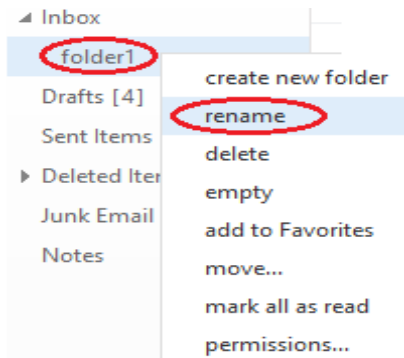 Inbox
folder1
Drafts [4]
Sent Items
Deleted Iter
Junk Email
Notes
create new folder
rename
delete
empty
add to Favorites
move...
mark all as read
permissions...